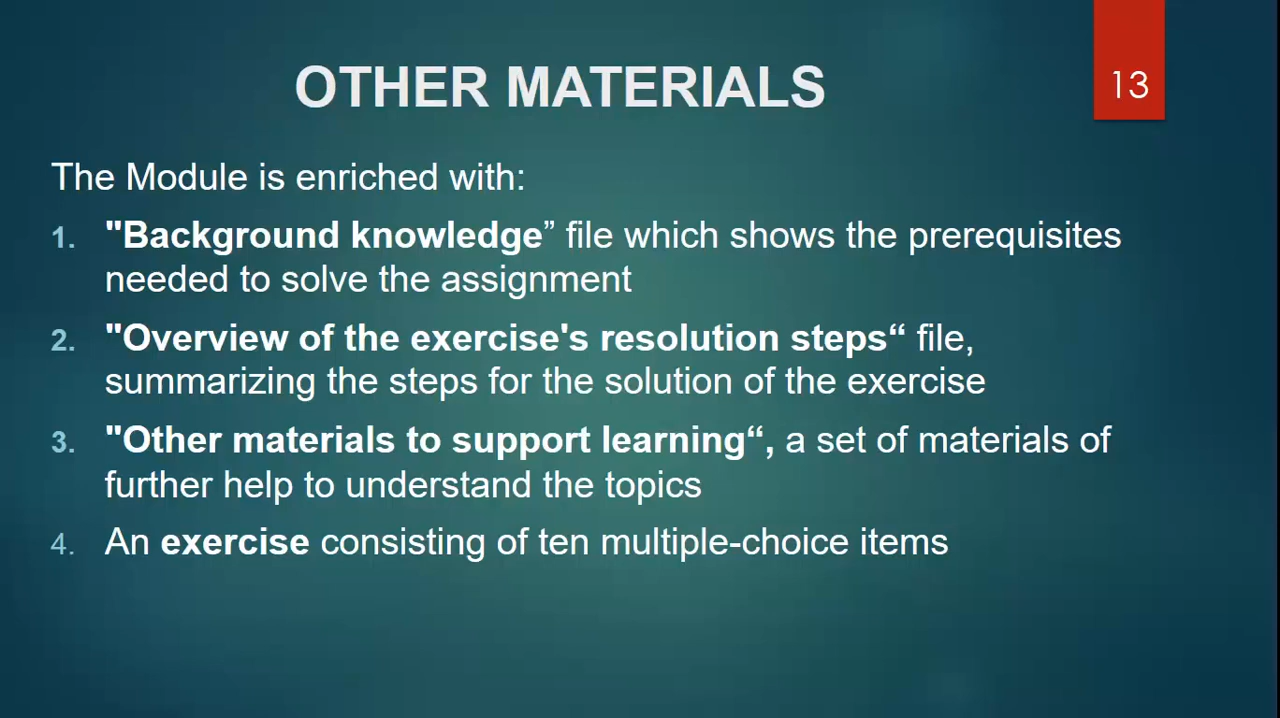 OTHER MATERIALS
13
The Module is enriched with:
1. "Background knowledge” file which shows the prerequisites
needed to solve the assignment
2. "Overview of the exercise's resolution steps“ file,
summarizing the steps for the solution of the exercise
3. "Other materials to support learning“, a set of materials of
further help to understand the topics
4. An exercise consisting of ten multiple-choice items